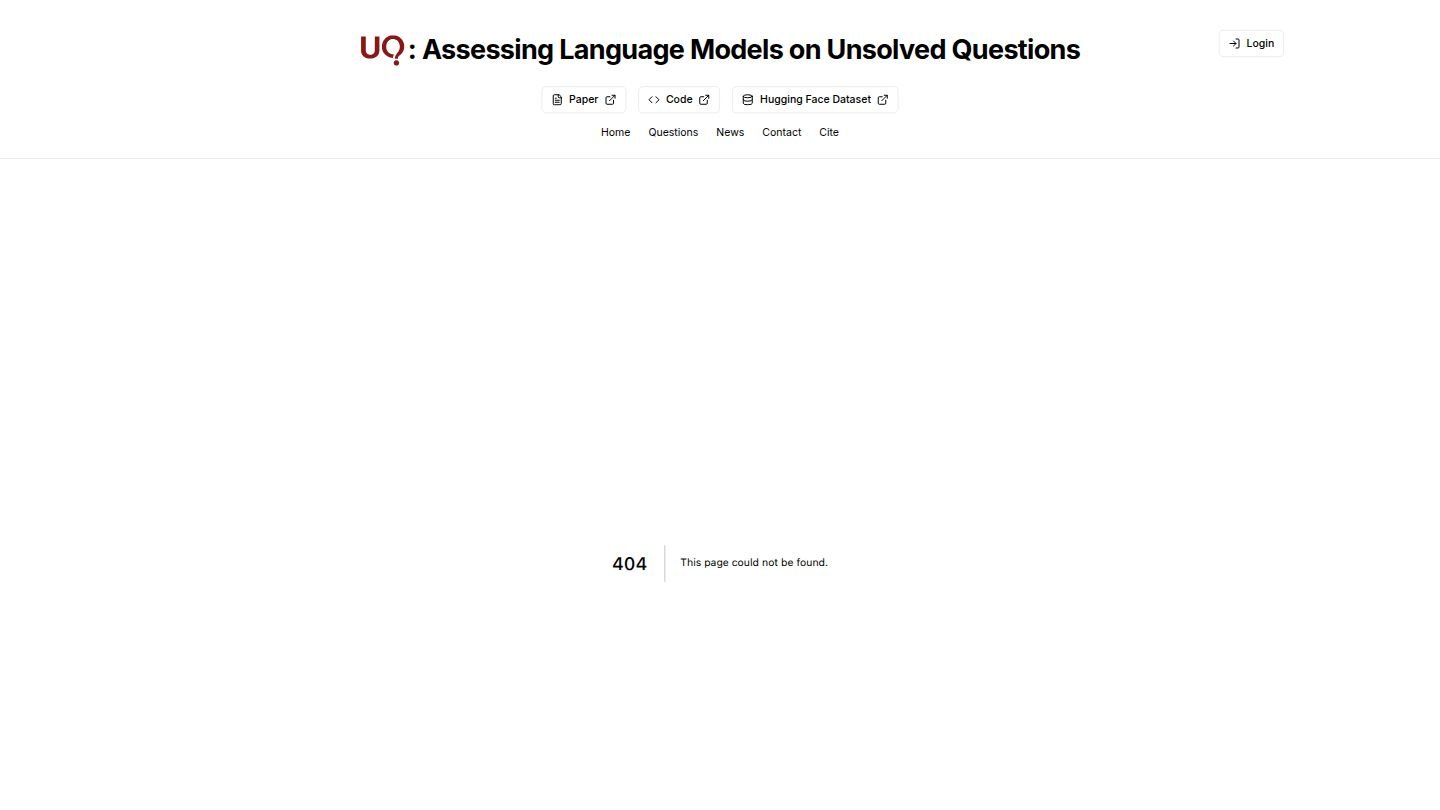 UQ: Assessing Language Models on Unsolved Questions
Login
Paper
Code
Hugging Face Dataset
Home
Questions
News
Contact
Cite
404
This page could not be found.